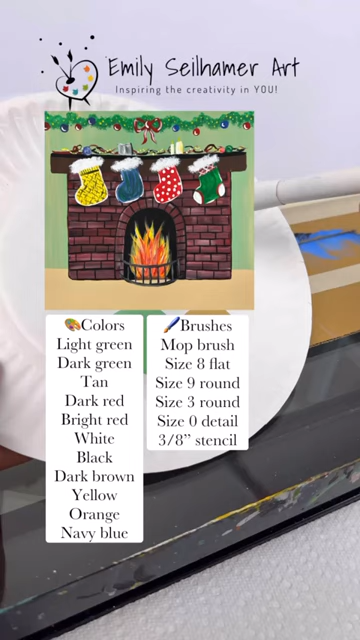 Emily Seilhamer Art
Inspiring the creativity in YOU!
🎨Colors
Light green
Dark green
Tan
Dark red
Bright red
White
Black
Dark brown
Yellow
Orange
Navy blue
🖌️Brushes
Mop brush
Size 8 flat
Size 9 round
Size 3 round
Size 0 detail
3/8” stencil